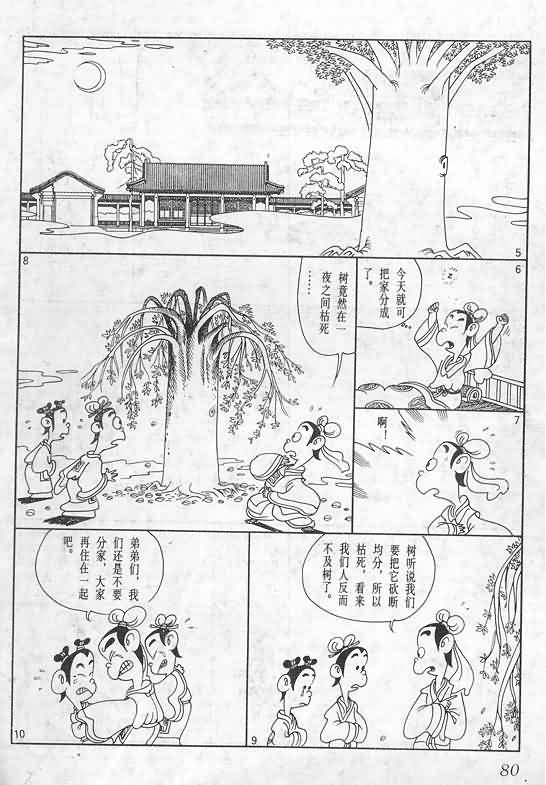 5
6
今天就可
把家分成
了。…
7
啊！
8
树竟然在一
夜之间枯死
……
9
树听说我们
要把它砍断
均分，所以
枯死，看来
我们人反而
不及树了。
10
弟弟们，我
们还是不要
分家，大家
再住在一起
吧。
80